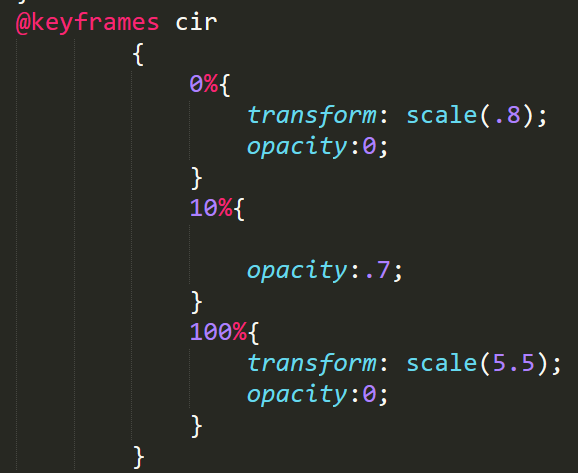 }
@keyframes cir
{
0%{
transform: scale(.8);
opacity:0;
}
10%{
opacity:.7;
}
100%{
transform: scale(5.5);
opacity:0;
}
}